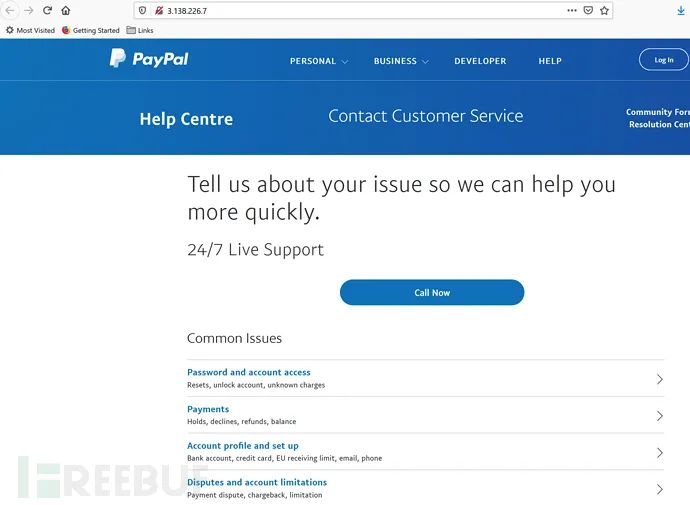 3.138.226.7
Most Visited Getting Started Links
PayPal PERSONAL BUSINESS DEVELOPER HELP Log In
Help Centre Contact Customer Service
Community For
Resolution Cent
Tell us about your issue so we can help you
more quickly.
24/7 Live Support
Call Now
Common Issues
Password and account access
Resets, unlock account, unknown charges
Payments
Holds, declines, refunds, balance
Account profile and set up
Bank account, credit card, EU receiving limit, email, phone
Disputes and account limitations
Payment dispute, chargeback, limitation
FREEBUF